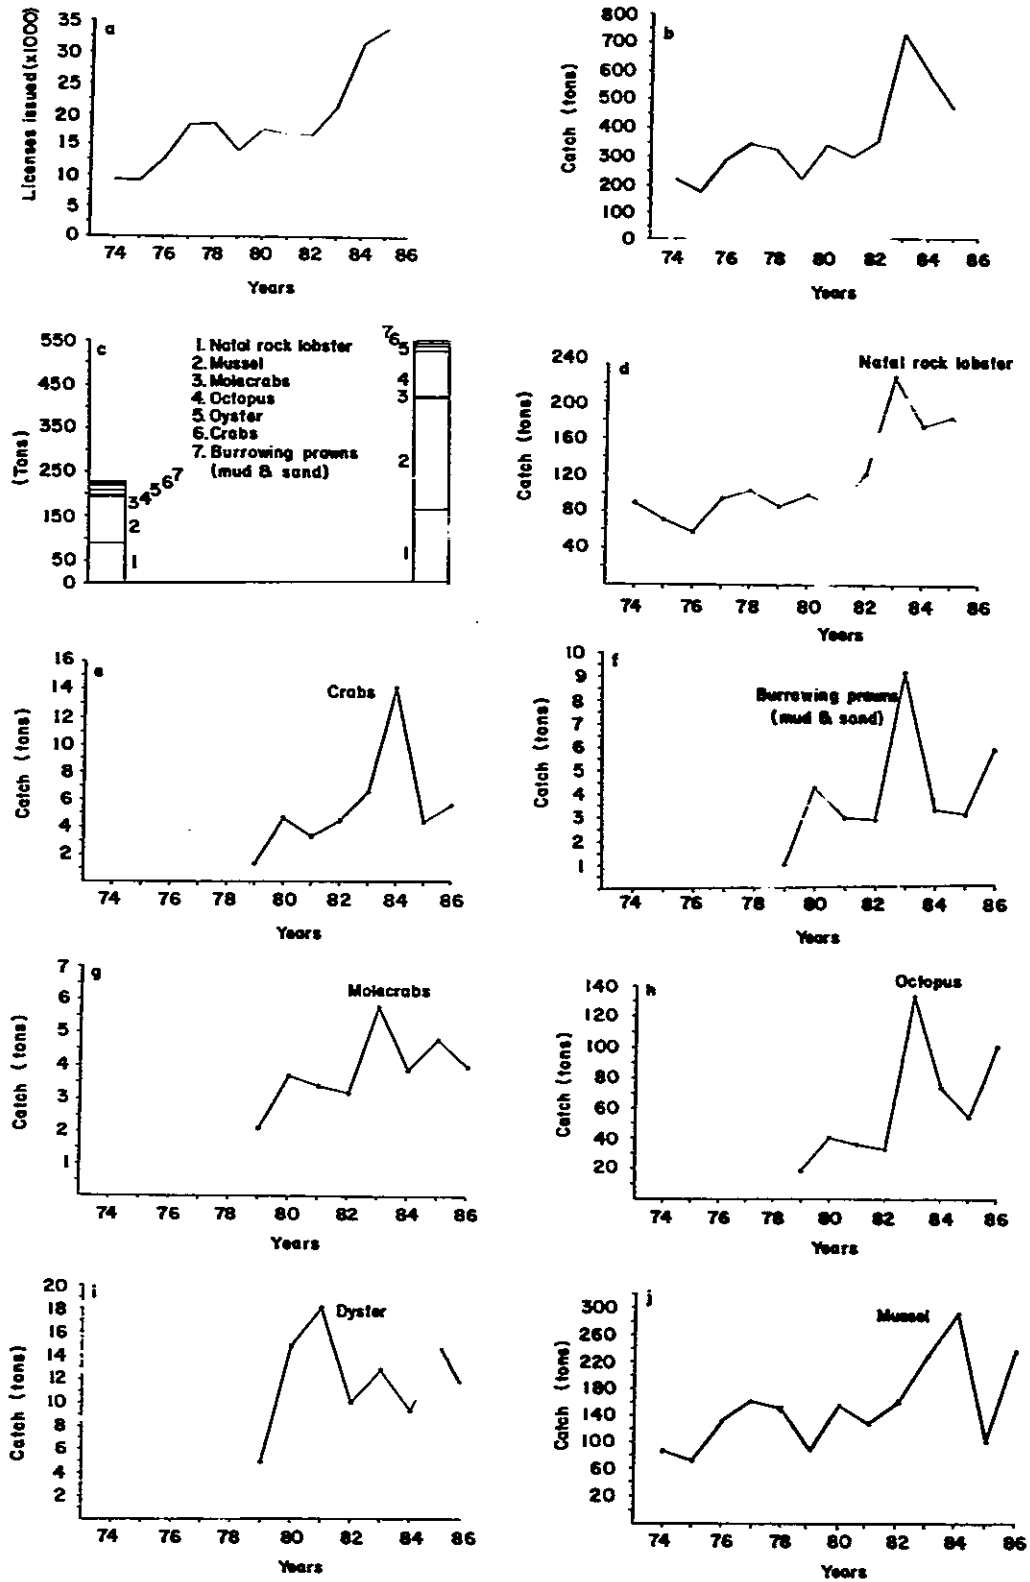 a
Licenses issued (x1000)
35
30
25
20
15
10
5
0
74 76 78 80 82 84 86
Years
b
Catch (tons)
800
700
600
500
400
300
200
100
0
74 76 78 80 82 84 86
Years
c
(Tons)
550
450
350
250
150
50
0
1. Natal rock lobster
2. Mussel
3. Molecrabs
4. Octopus
5. Oyster
6. Crabs
7. Burrowing prawns
(mud & sand)
3 4 5 6 7
2
1
7
6
5
4
3
2
1
d
Natal rock lobster
Catch (tons)
240
200
160
120
80
40
74 76 78 80 82 84 86
Years
e
Crabs
Catch (tons)
16
14
12
10
8
6
4
2
74 76 78 80 82 84 86
Years
f
Burrowing prawns
(mud & sand)
Catch (tons)
10
9
8
7
6
5
4
3
2
1
74 76 78 80 82 84 86
Years
g
Molecrabs
Catch (tons)
7
6
5
4
3
2
1
74 76 78 80 82 84 86
Years
h
Octopus
Catch (tons)
140
120
100
80
60
40
20
74 76 78 80 82 84 86
Years
i
Dyster
Catch (tons)
20
18
16
14
12
10
8
6
4
2
74 76 78 80 82 84 86
Years
j
Mussel
Catch (tons)
300
260
220
180
140
100
60
20
74 76 78 80 82 84 86
Years